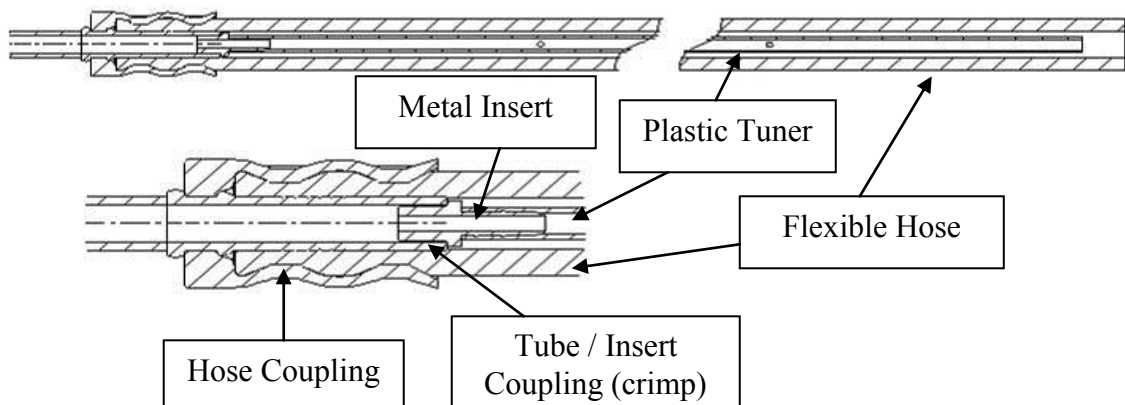 Metal Insert
Plastic Tuner
Flexible Hose
Hose Coupling
Tube / Insert
Coupling (crimp)